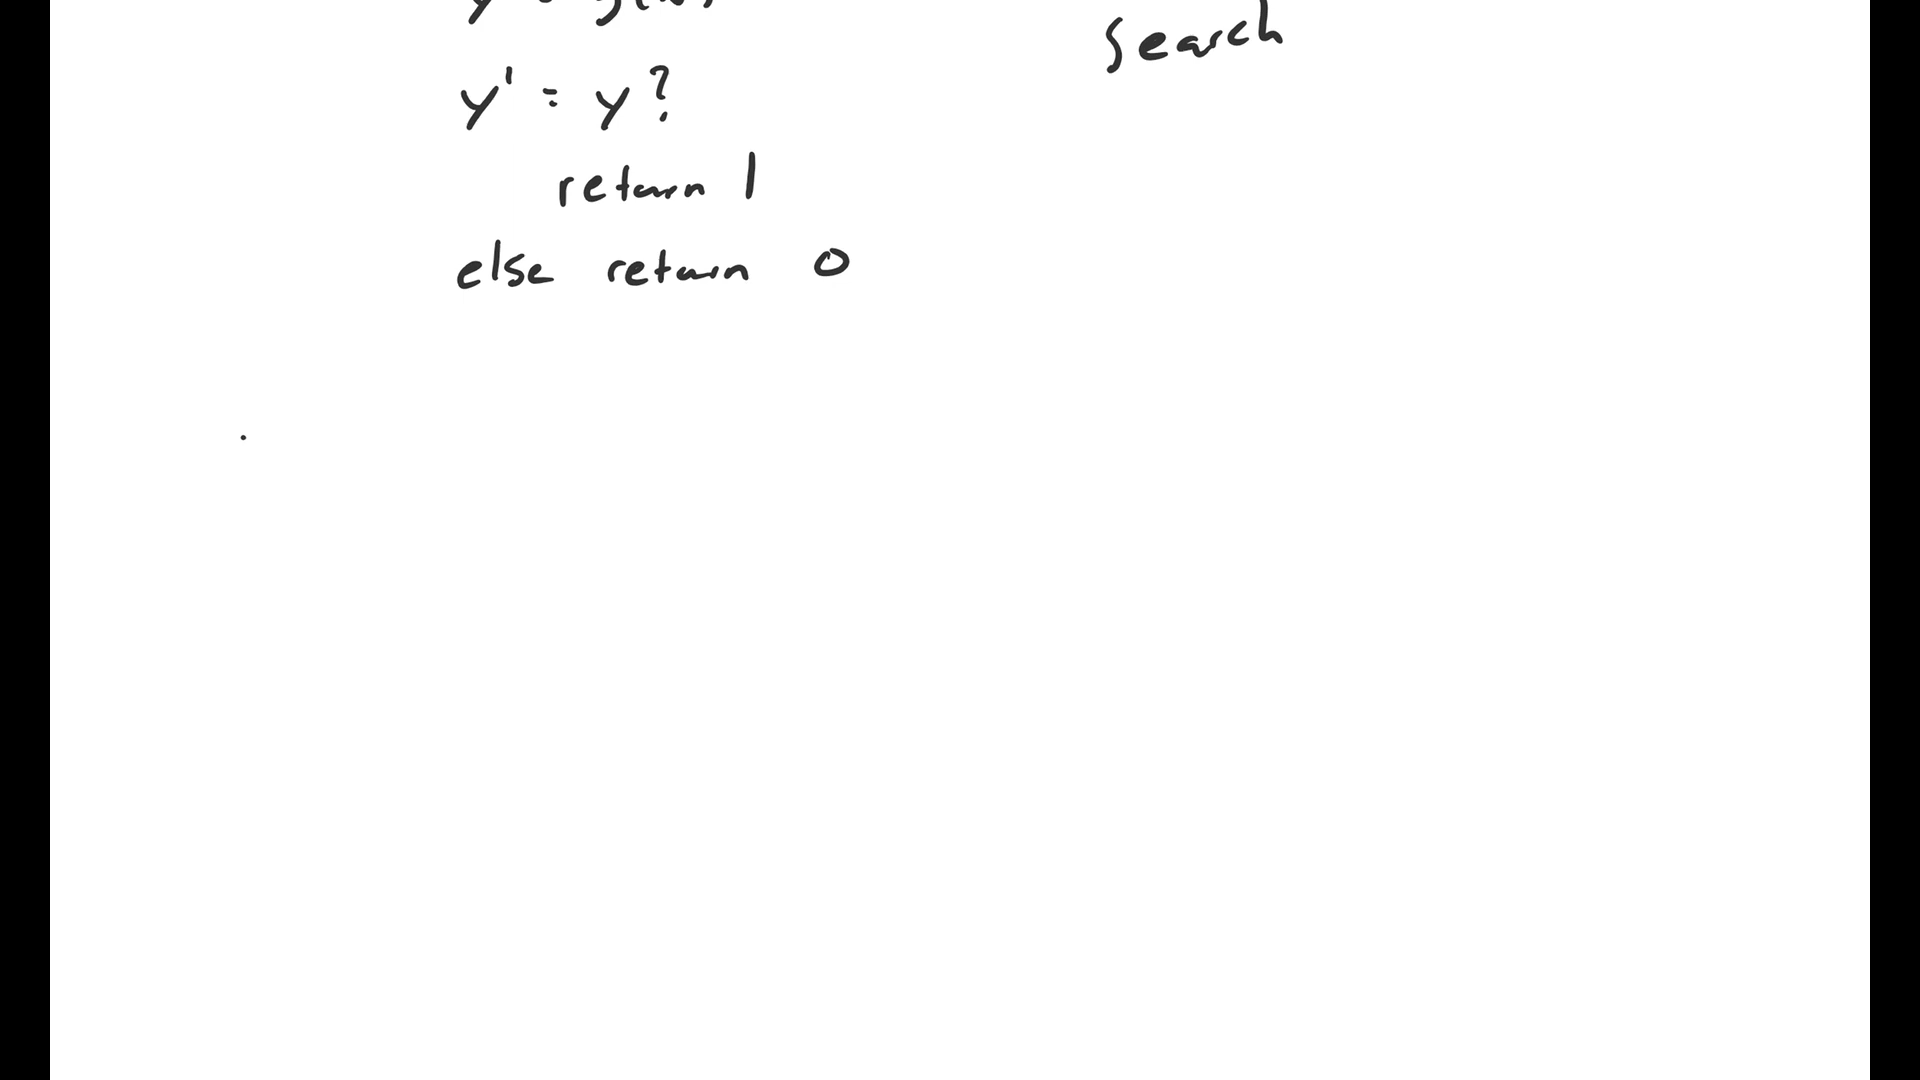 search
y' = y?
return 1
else return 0